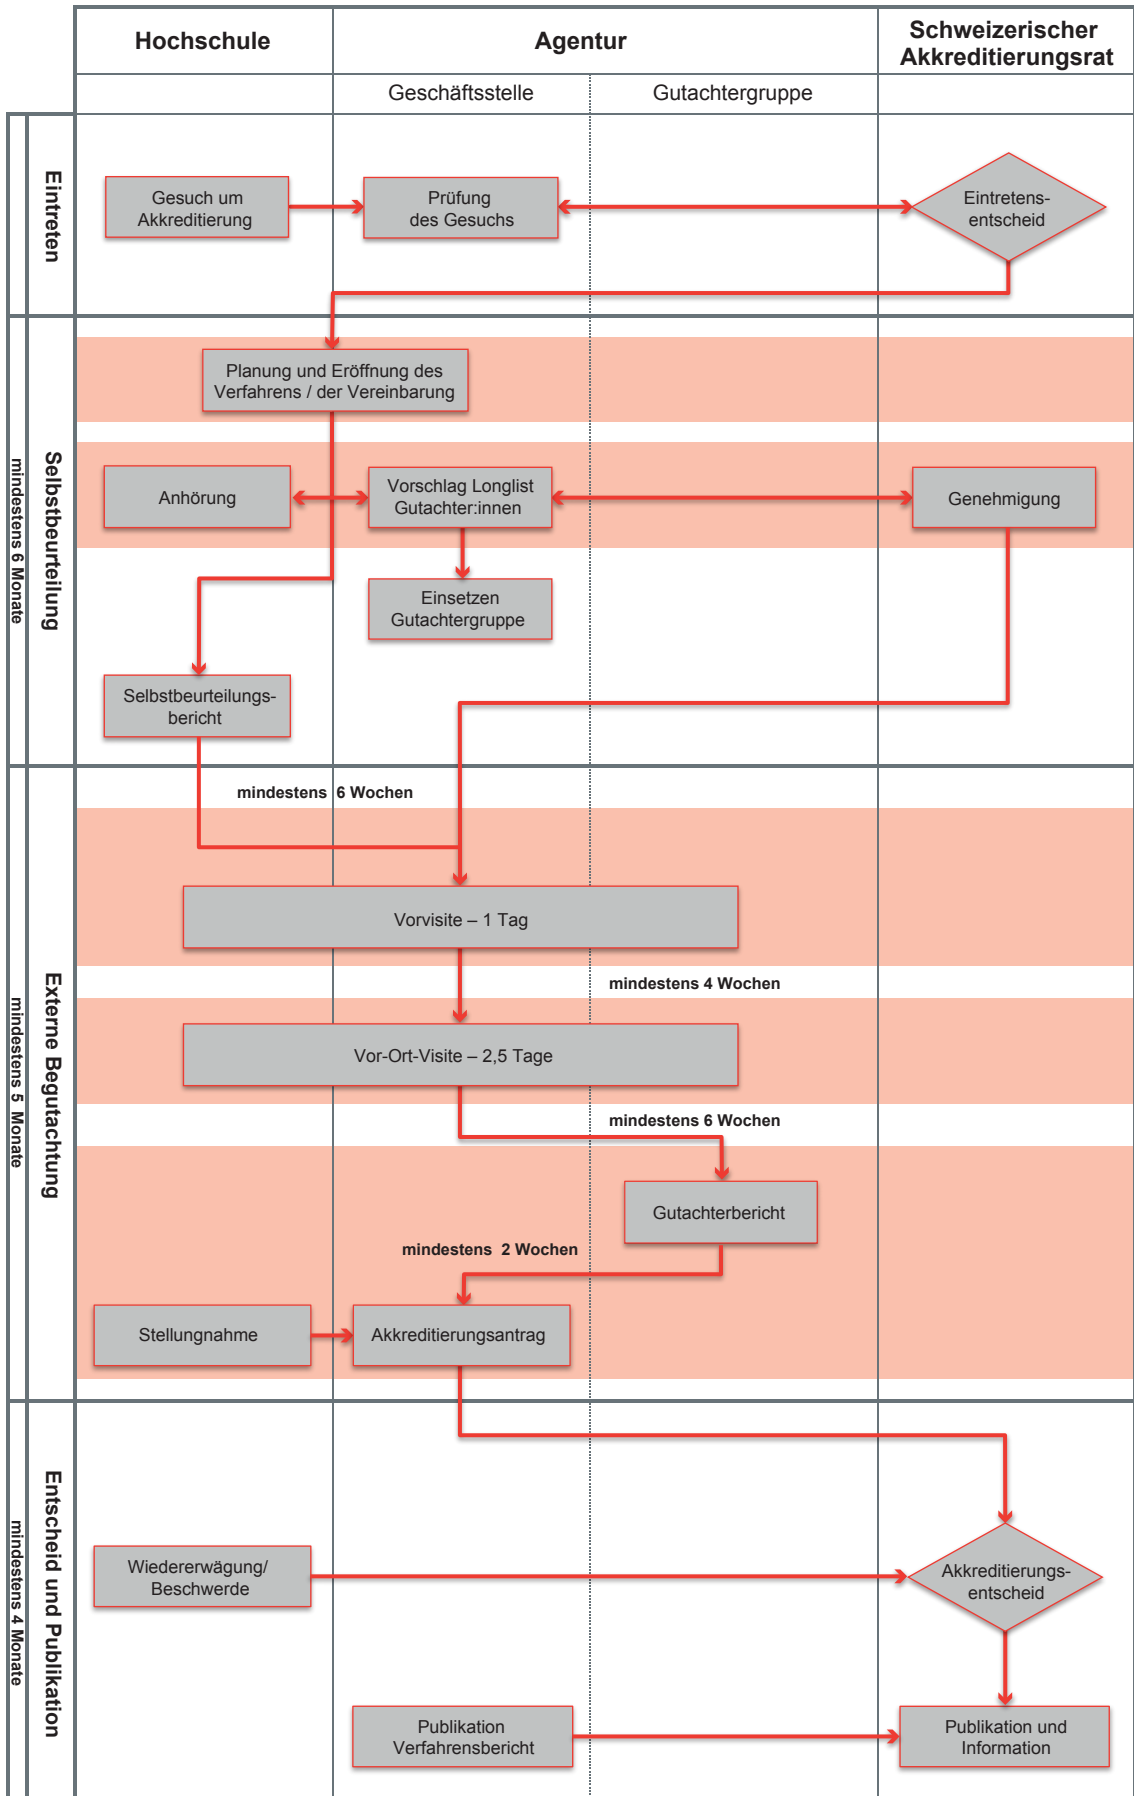 Hochschule
Agentur
Schweizerischer
Akkreditierungsrat
Geschäftsstelle
Gutachtergruppe
Eintreten
Gesuch um
Akkreditierung
Prüfung
des Gesuchs
Eintretens-
entscheid
mindestens 6 Monate
Selbstbeurteilung
Planung und Eröffnung des
Verfahrens / der Vereinbarung
Anhörung
Vorschlag Longlist
Gutachter:innen
Genehmigung
Einsetzen
Gutachtergruppe
Selbstbeurteilungs-
bericht
mindestens 5 Monate
Externe Begutachtung
mindestens 6 Wochen
Vorvisite – 1 Tag
mindestens 4 Wochen
Vor-Ort-Visite – 2,5 Tage
mindestens 6 Wochen
Gutachterbericht
mindestens 2 Wochen
Stellungnahme
Akkreditierungsantrag
mindestens 4 Monate
Entscheid und Publikation
Wiedererwägung/
Beschwerde
Akkreditierungs-
entscheid
Publikation
Verfahrensbericht
Publikation und
Information